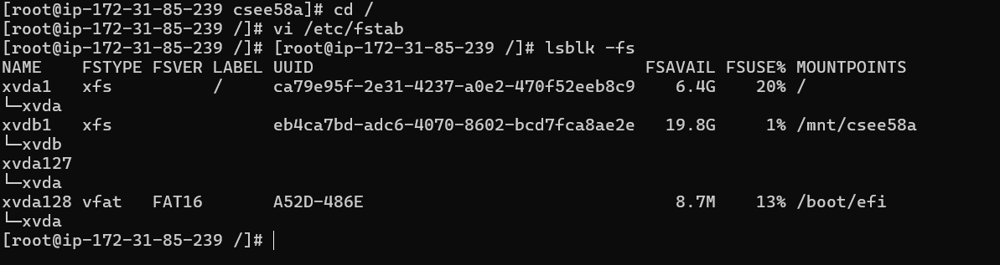 [root@ip-172-31-85-239 csee58a]# cd /
[root@ip-172-31-85-239 /]# vi /etc/fstab
[root@ip-172-31-85-239 /]# [root@ip-172-31-85-239 /]# lsblk -fs
NAME    FSTYPE FSVER LABEL UUID                                 FSAVAIL FSUSE% MOUNTPOINTS
xvda1   xfs          /     ca79e95f-2e31-4237-a0e2-470f52eeb8c9    6.4G    20% /
└─xvda
xvdb1   xfs                eb4ca7bd-adc6-4070-8602-bcd7fca8ae2e   19.8G     1% /mnt/csee58a
└─xvdb
xvda127
└─xvda
xvda128 vfat   FAT16       A52D-486E                               8.7M    13% /boot/efi
└─xvda
[root@ip-172-31-85-239 /]#